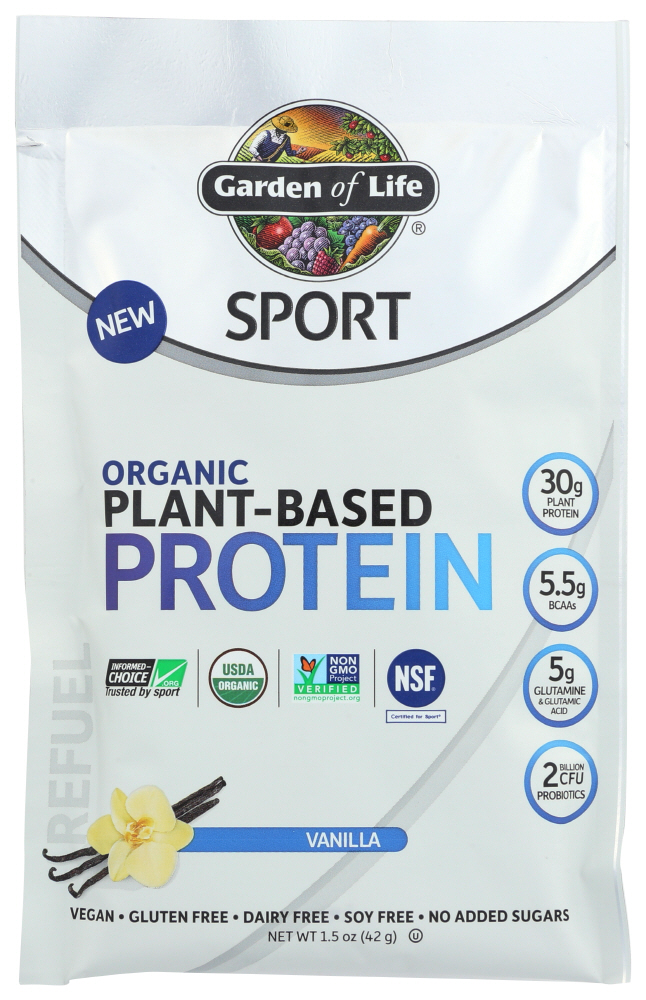 Garden of Life
®
SPORT
NEW
ORGANIC
PLANT-BASED
PROTEIN
30g
PLANT
PROTEIN
5.5g
BCAAs
5g
GLUTAMINE
& GLUTAMIC
ACID
2 BILLION
CFU
PROBIOTICS
INFORMED-
CHOICE
.ORG
Trusted by sport
USDA
ORGANIC
NON
GMO
Project
VERIFIED
nongmoproject.org
NSF
Certified for Sport®
REFUEL
VANILLA
VEGAN • GLUTEN FREE • DAIRY FREE • SOY FREE • NO ADDED SUGARS
NET WT 1.5 oz (42 g) U